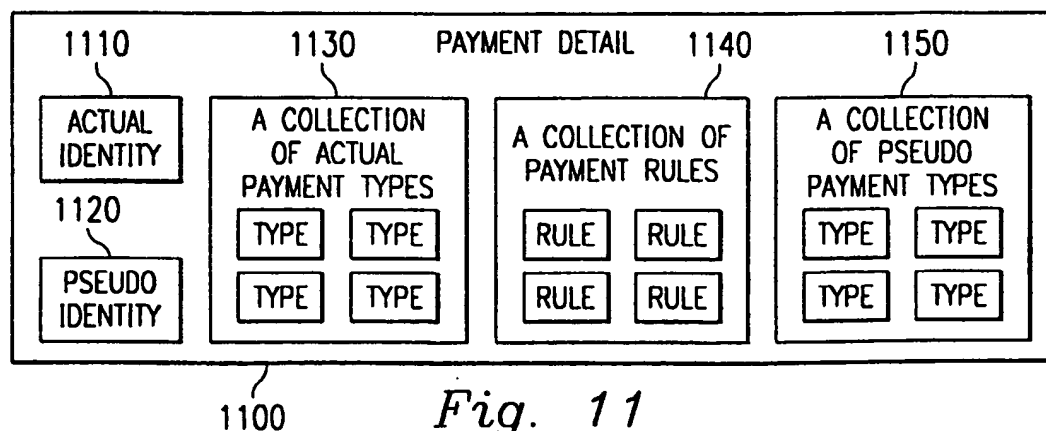 1110
1130
PAYMENT DETAIL
1140
1150
ACTUAL
IDENTITY
1120
PSEUDO
IDENTITY
A COLLECTION
OF ACTUAL
PAYMENT TYPES
TYPE TYPE
TYPE TYPE
A COLLECTION OF
PAYMENT RULES
RULE RULE
RULE RULE
A COLLECTION
OF PSEUDO
PAYMENT TYPES
TYPE TYPE
TYPE TYPE
1100
Fig. 11